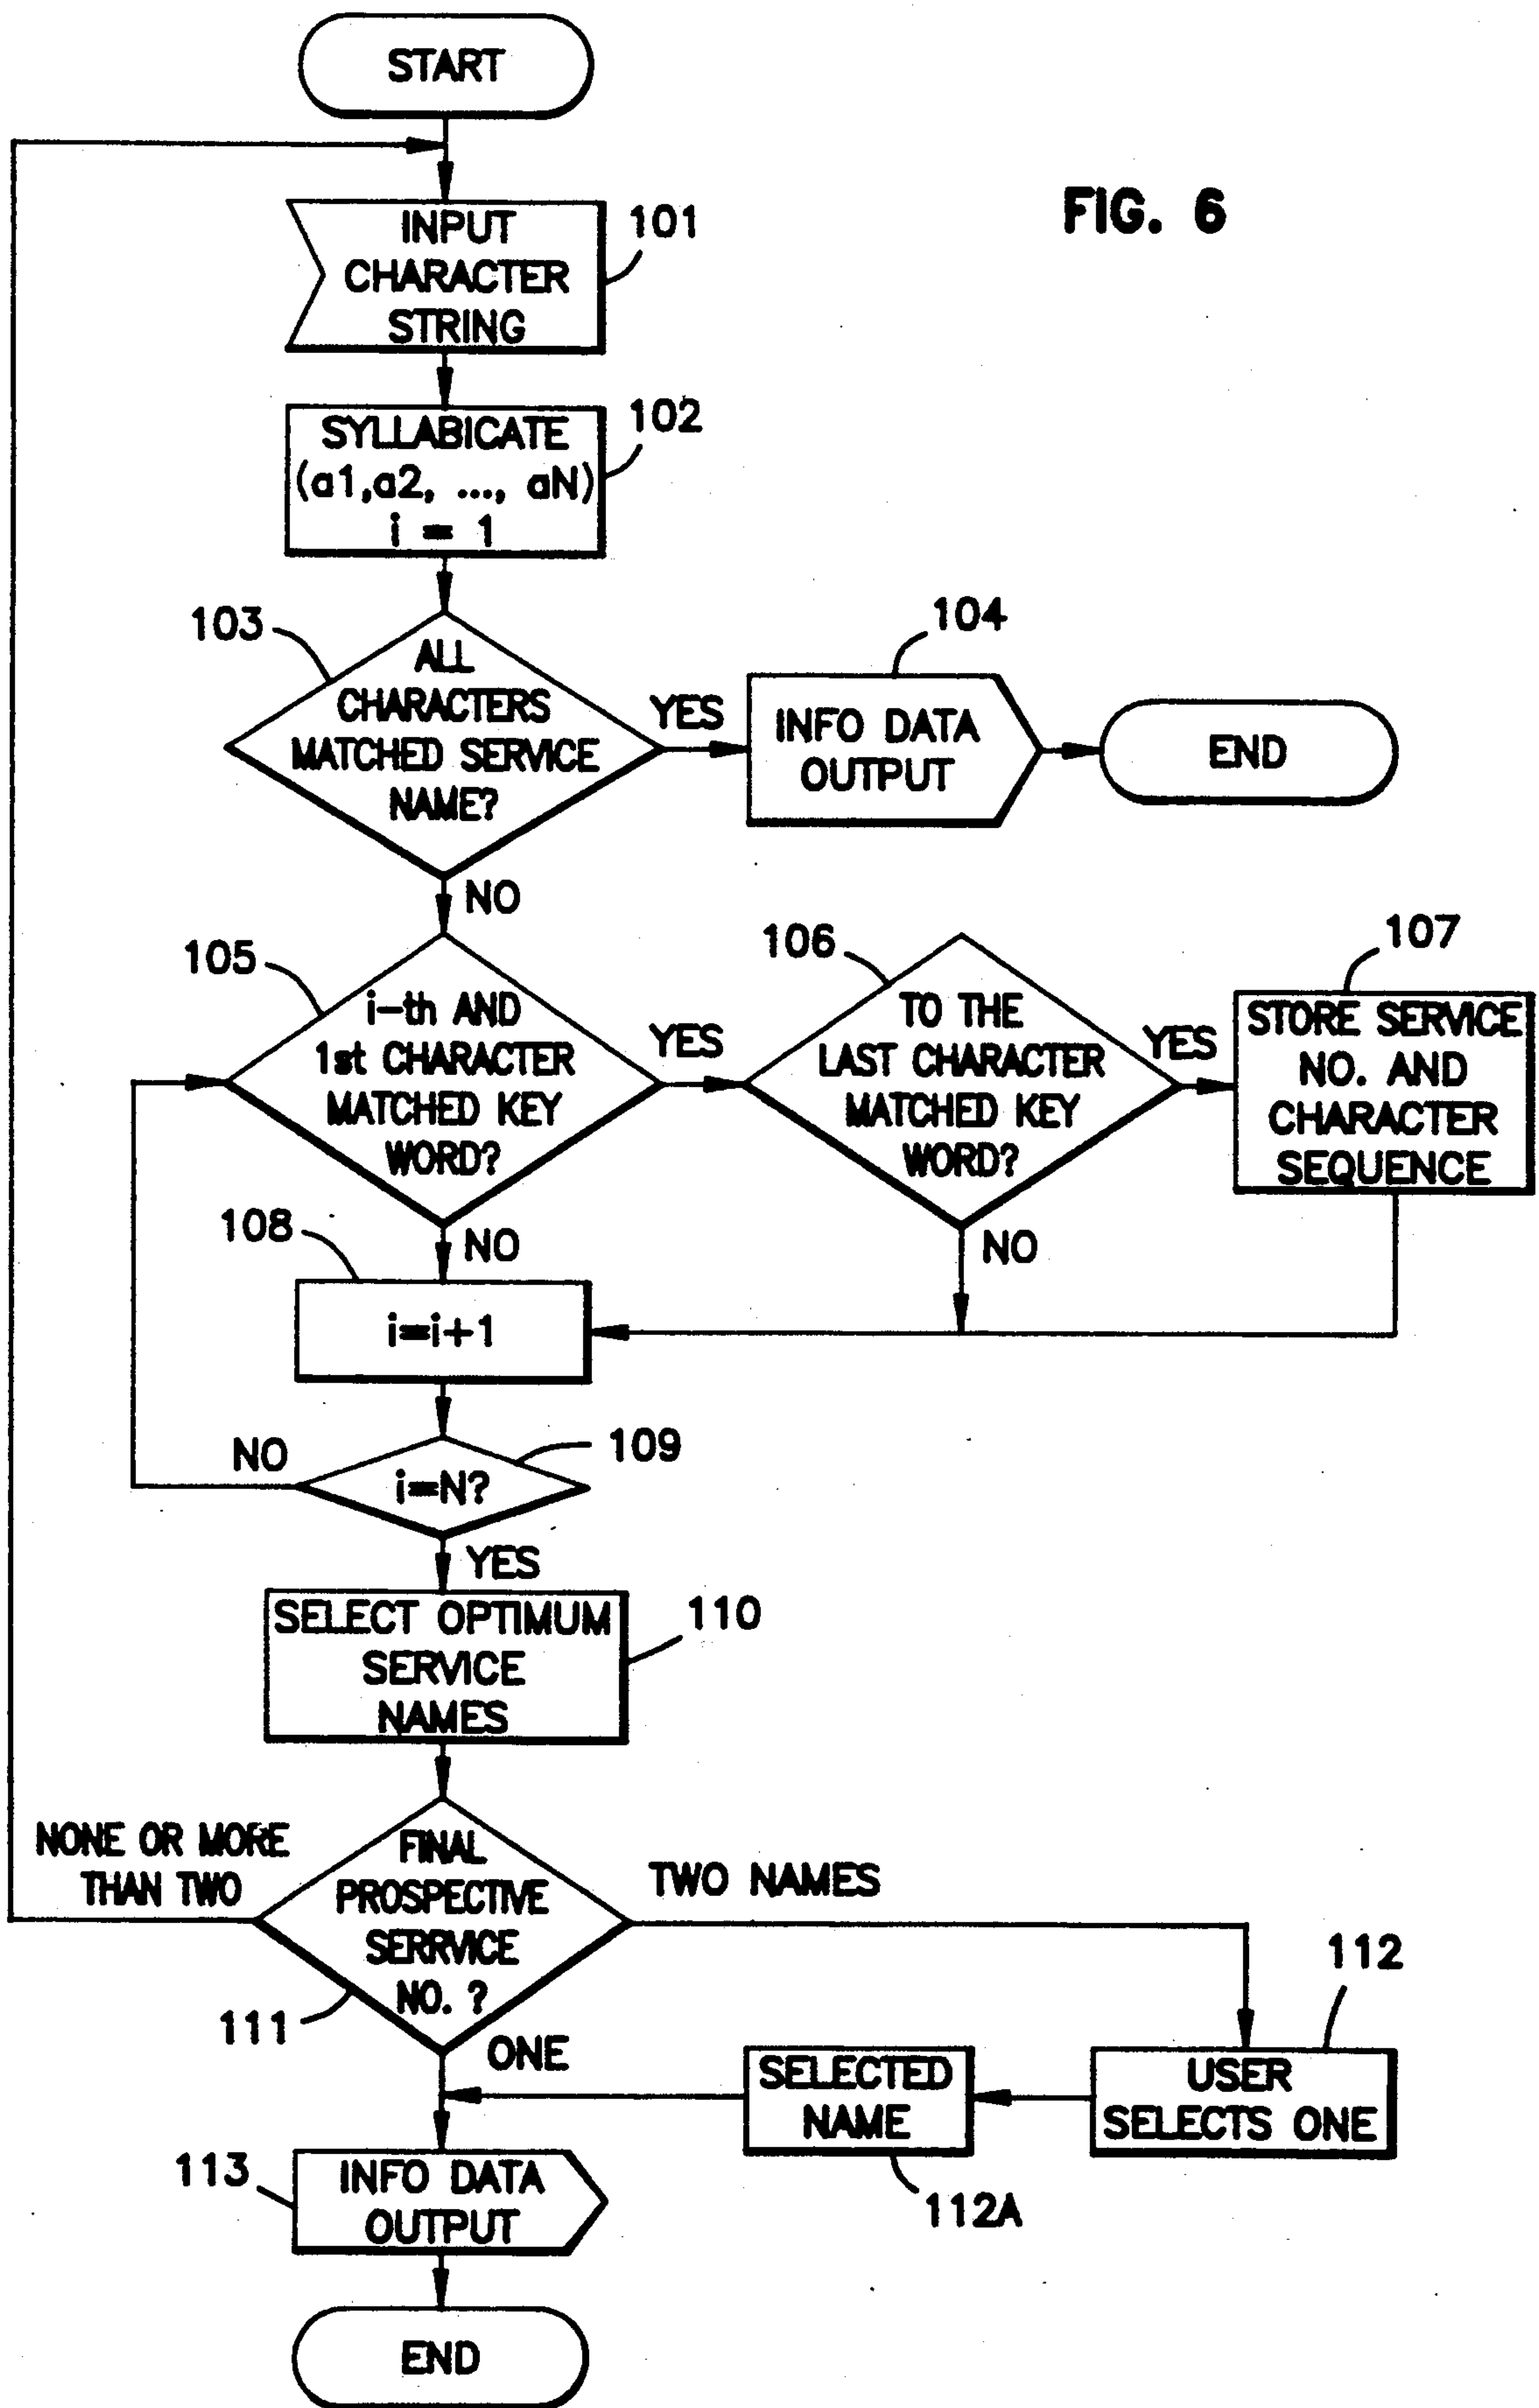 START
FIG. 6
INPUT
CHARACTER
STRING
101
SYLLABICATE
(a1,a2, ..., aN)
i = 1
102
103
ALL
CHARACTERS
MATCHED SERVICE
NAME?
YES
104
INFO DATA
OUTPUT
END
NO
105
i-th AND
1st CHARACTER
MATCHED KEY
WORD?
YES
106
TO THE
LAST CHARACTER
MATCHED KEY
WORD?
YES
107
STORE SERVICE
NO. AND
CHARACTER
SEQUENCE
NO
NO
108
i=i+1
109
i=N?
NO
YES
SELECT OPTIMUM
SERVICE
NAMES
110
NONE OR MORE
THAN TWO
FINAL
PROSPECTIVE
SERRVICE
NO. ?
111
TWO NAMES
ONE
112
USER
SELECTS ONE
SELECTED
NAME
112A
113
INFO DATA
OUTPUT
END